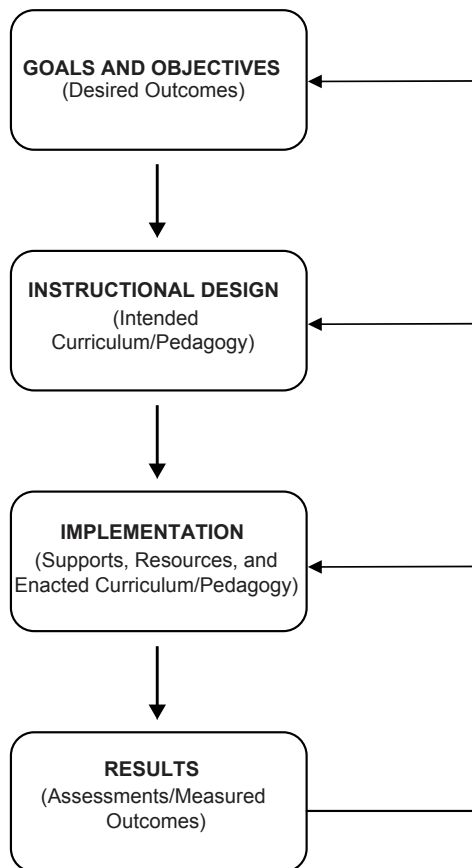 GOALS AND OBJECTIVES
(Desired Outcomes)
INSTRUCTIONAL DESIGN
(Intended
Curriculum/Pedagogy)
IMPLEMENTATION
(Supports, Resources, and
Enacted Curriculum/Pedagogy)
RESULTS
(Assessments/Measured
Outcomes)